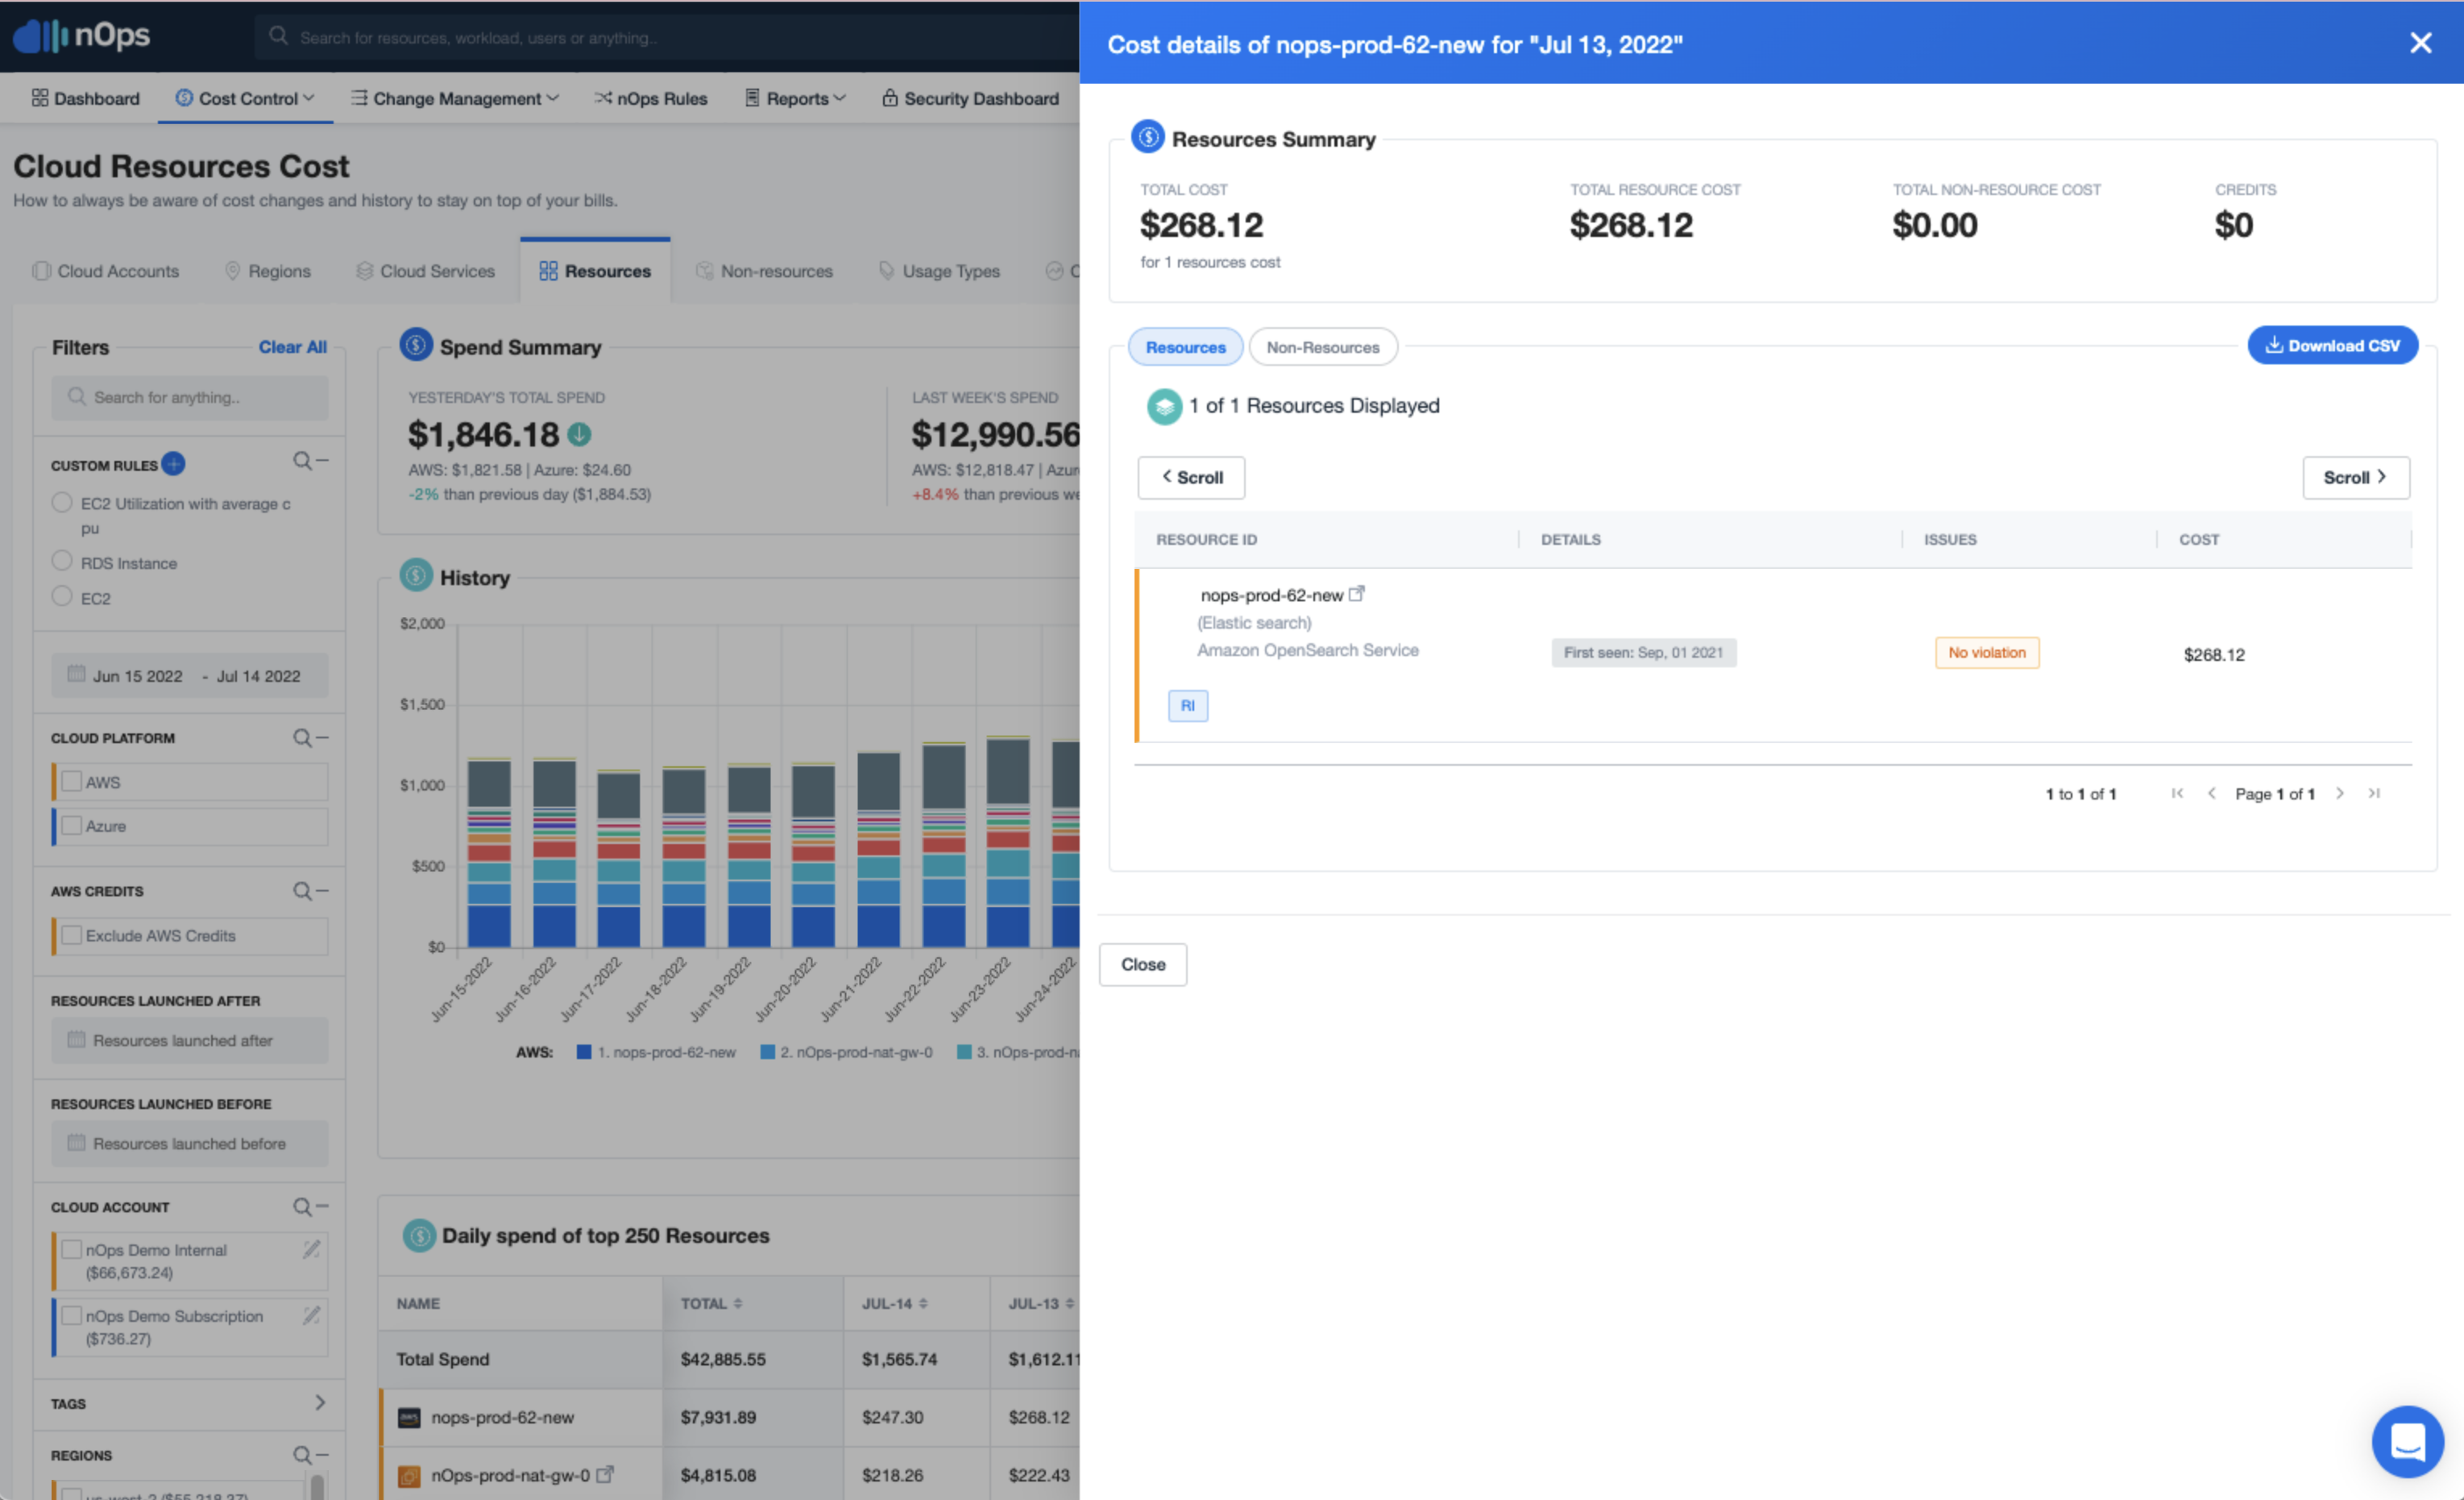 nOps
Search for resources, workload, users or anything..
Dashboard
Cost Control
Change Management
nOps Rules
Reports
Security Dashboard
Cloud Resources Cost
How to always be aware of cost changes and history to stay on top of your bills.
Cloud Accounts
Regions
Cloud Services
Resources
Non-resources
Usage Types
C
Filters
Clear All
Search for anything..
CUSTOM RULES
EC2 Utilization with average c
pu
RDS Instance
EC2
Jun 15 2022 - Jul 14 2022
CLOUD PLATFORM
AWS
Azure
AWS CREDITS
Exclude AWS Credits
RESOURCES LAUNCHED AFTER
Resources launched after
RESOURCES LAUNCHED BEFORE
Resources launched before
CLOUD ACCOUNT
nOps Demo Internal
($66,673.24)
nOps Demo Subscription
($736.27)
TAGS
REGIONS
Spend Summary
YESTERDAY'S TOTAL SPEND
$1,846.18
AWS: $1,821.58 | Azure: $24.60
-2% than previous day ($1,884.53)
LAST WEEK'S SPEND
$12,990.56
AWS: $12,818.47 | Azur
+8.4% than previous we
History
$2,000
$1,500
$1,000
$500
$0
Jun-15-2022
Jun-16-2022
Jun-17-2022
Jun-18-2022
Jun-19-2022
Jun-20-2022
Jun-21-2022
Jun-22-2022
Jun-23-2022
Jun-24-2022
AWS: 1. nops-prod-62-new 2. nOps-prod-nat-gw-0 3. nOps-prod-na
Daily spend of top 250 Resources
NAME TOTAL JUL-14 JUL-13
Total Spend $42,885.55 $1,565.74 $1,612.11
nops-prod-62-new $7,931.89 $247.30 $268.12
nOps-prod-nat-gw-0 $4,815.08 $218.26 $222.43
Cost details of nops-prod-62-new for "Jul 13, 2022"
Resources Summary
TOTAL COST
$268.12
for 1 resources cost
TOTAL RESOURCE COST
$268.12
TOTAL NON-RESOURCE COST
$0.00
CREDITS
$0
Resources
Non-Resources
Download CSV
1 of 1 Resources Displayed
Scroll
Scroll
RESOURCE ID DETAILS ISSUES COST
nops-prod-62-new
(Elastic search)
Amazon OpenSearch Service
RI
First seen: Sep, 01 2021
No violation
$268.12
1 to 1 of 1
Page 1 of 1
Close